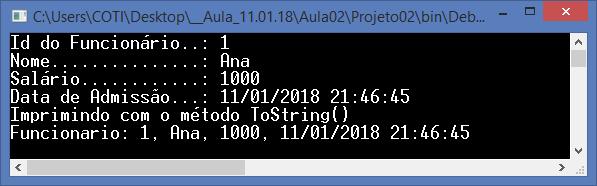 C:\Users\COTI\Desktop\__Aula_11.01.18\Aula02\Projeto02\bin\Deb...
Id do Funcionário..: 1
Nome...............: Ana
Salário............: 1000
Data de Admissão...: 11/01/2018 21:46:45
Imprimindo com o método ToString()
Funcionario: 1, Ana, 1000, 11/01/2018 21:46:45